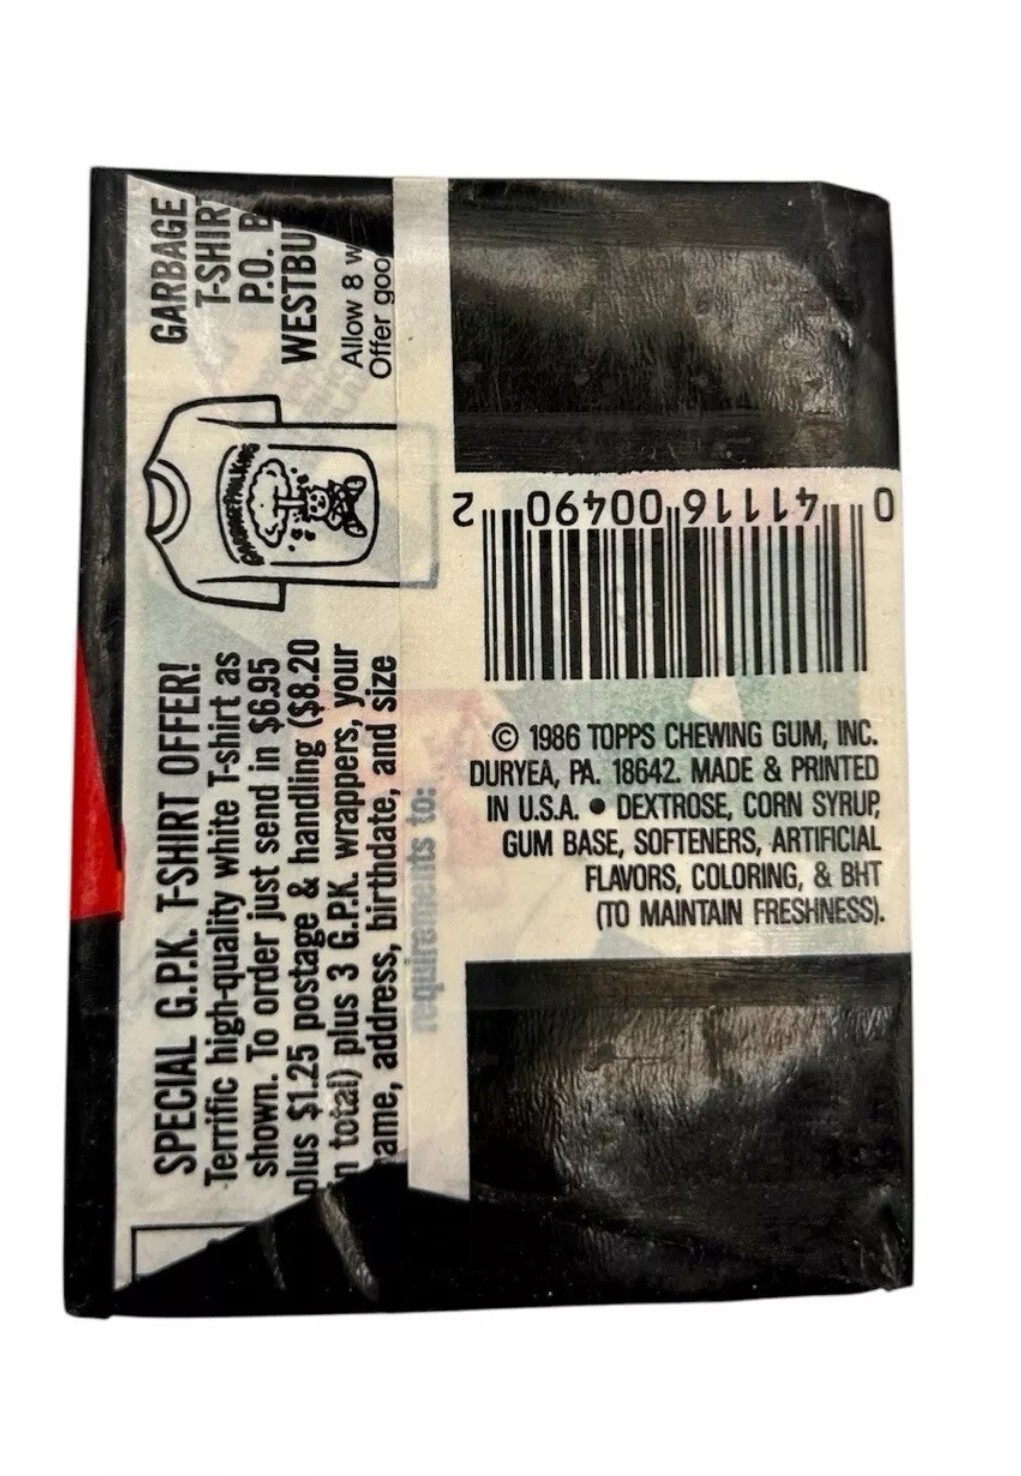 SPECIAL G.P.K. T-SHIRT OFFER!
Terrific high-quality white T-shirt as
shown. To order just send in $6.95
plus $1.25 postage & handling ($8.20
n total) plus 3 G.P.K. wrappers, your
ame, address, birthdate, and size
requirements to:
GARBAGE PAIL KIDS
GARBAGE
T-SHIRT
P.O. B
WESTBU
Allow 8 w
Offer goo
0 41116 00490 2
© 1986 TOPPS CHEWING GUM, INC.
DURYEA, PA. 18642. MADE & PRINTED
IN U.S.A. • DEXTROSE, CORN SYRUP,
GUM BASE, SOFTENERS, ARTIFICIAL
FLAVORS, COLORING, & BHT
(TO MAINTAIN FRESHNESS).